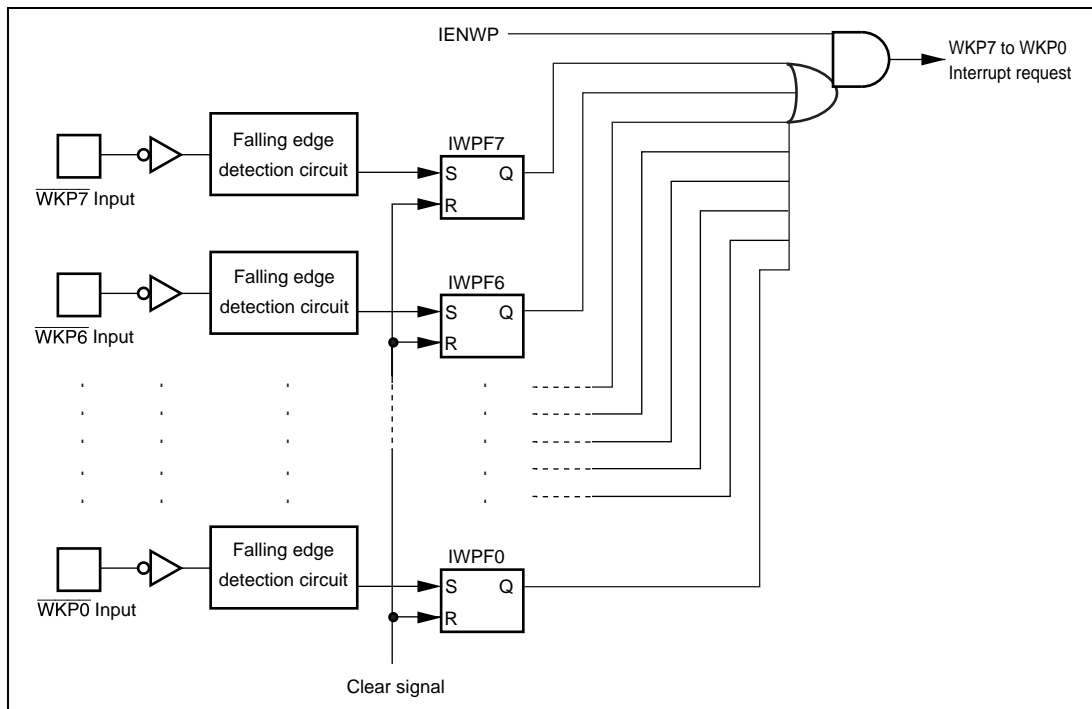 IENWP
WKP7 to WKP0
Interrupt request
Falling edge
detection circuit
IWPF7
S Q
R
WKP7 Input
Falling edge
detection circuit
IWPF6
S Q
R
WKP6 Input
Falling edge
detection circuit
IWPF0
S Q
R
WKP0 Input
Clear signal